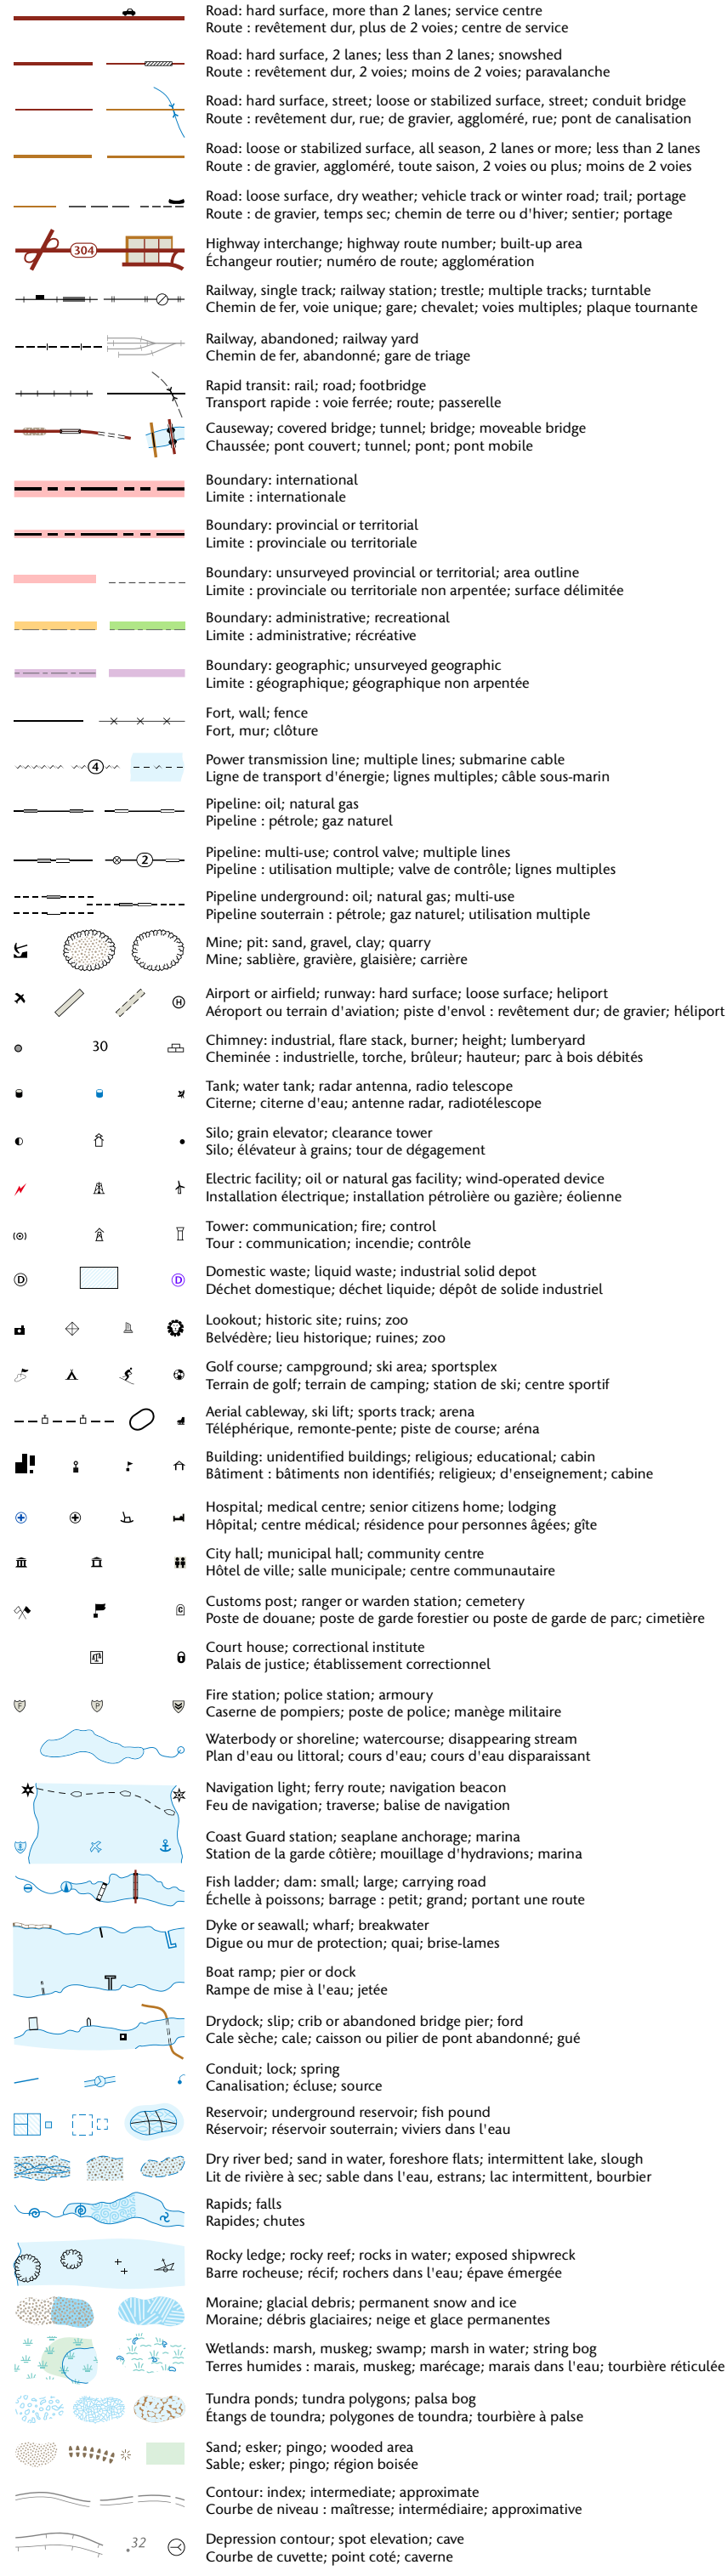 Road: hard surface, more than 2 lanes; service centre
Route : revêtement dur, plus de 2 voies; centre de service
Road: hard surface, 2 lanes; less than 2 lanes; snowshed
Route : revêtement dur, 2 voies; moins de 2 voies; paravalanche
Road: hard surface, street; loose or stabilized surface, street; conduit bridge
Route : revêtement dur, rue; de gravier, aggloméré, rue; pont de canalisation
Road: loose or stabilized surface, all season, 2 lanes or more; less than 2 lanes
Route : de gravier, aggloméré, toute saison, 2 voies ou plus; moins de 2 voies
Road: loose surface, dry weather; vehicle track or winter road; trail; portage
Route : de gravier, temps sec; chemin de terre ou d'hiver; sentier; portage
304
Highway interchange; highway route number; built-up area
Échangeur routier; numéro de route; agglomération
Railway, single track; railway station; trestle; multiple tracks; turntable
Chemin de fer, voie unique; gare; chevalet; voies multiples; plaque tournante
Railway, abandoned; railway yard
Chemin de fer, abandonné; gare de triage
Rapid transit: rail; road; footbridge
Transport rapide : voie ferrée; route; passerelle
Causeway; covered bridge; tunnel; bridge; moveable bridge
Chaussée; pont couvert; tunnel; pont; pont mobile
Boundary: international
Limite : internationale
Boundary: provincial or territorial
Limite : provinciale ou territoriale
Boundary: unsurveyed provincial or territorial; area outline
Limite : provinciale ou territoriale non arpentée; surface délimitée
Boundary: administrative; recreational
Limite : administrative; récréative
Boundary: geographic; unsurveyed geographic
Limite : géographique; géographique non arpentée
Fort, wall; fence
Fort, mur; clôture
4
Power transmission line; multiple lines; submarine cable
Ligne de transport d'énergie; lignes multiples; câble sous-marin
Pipeline: oil; natural gas
Pipeline : pétrole; gaz naturel
2
Pipeline: multi-use; control valve; multiple lines
Pipeline : utilisation multiple; valve de contrôle; lignes multiples
Pipeline underground: oil; natural gas; multi-use
Pipeline souterrain : pétrole; gaz naturel; utilisation multiple
Mine; pit: sand, gravel, clay; quarry
Mine; sablière, gravière, glaisière; carrière
H
Airport or airfield; runway: hard surface; loose surface; heliport
Aéroport ou terrain d'aviation; piste d'envol : revêtement dur; de gravier; héliport
30
Chimney: industrial, flare stack, burner; height; lumberyard
Cheminée : industrielle, torche, brûleur; hauteur; parc à bois débités
Tank; water tank; radar antenna, radio telescope
Citerne; citerne d'eau; antenne radar, radiotélescope
Silo; grain elevator; clearance tower
Silo; élévateur à grains; tour de dégagement
Electric facility; oil or natural gas facility; wind-operated device
Installation électrique; installation pétrolière ou gazière; éolienne
Tower: communication; fire; control
Tour : communication; incendie; contrôle
D D
Domestic waste; liquid waste; industrial solid depot
Déchet domestique; déchet liquide; dépôt de solide industriel
Lookout; historic site; ruins; zoo
Belvédère; lieu historique; ruines; zoo
Golf course; campground; ski area; sportsplex
Terrain de golf; terrain de camping; station de ski; centre sportif
Aerial cableway, ski lift; sports track; arena
Téléphérique, remonte-pente; piste de course; aréna
Building: unidentified buildings; religious; educational; cabin
Bâtiment : bâtiments non identifiés; religieux; d'enseignement; cabine
Hospital; medical centre; senior citizens home; lodging
Hôpital; centre médical; résidence pour personnes âgées; gîte
City hall; municipal hall; community centre
Hôtel de ville; salle municipale; centre communautaire
C
Customs post; ranger or warden station; cemetery
Poste de douane; poste de garde forestier ou poste de garde de parc; cimetière
Court house; correctional institute
Palais de justice; établissement correctionnel
F P
Fire station; police station; armoury
Caserne de pompiers; poste de police; manège militaire
Waterbody or shoreline; watercourse; disappearing stream
Plan d'eau ou littoral; cours d'eau; cours d'eau disparaissant
Navigation light; ferry route; navigation beacon
Feu de navigation; traverse; balise de navigation
Coast Guard station; seaplane anchorage; marina
Station de la garde côtière; mouillage d'hydravions; marina
Fish ladder; dam: small; large; carrying road
Échelle à poissons; barrage : petit; grand; portant une route
Dyke or seawall; wharf; breakwater
Digue ou mur de protection; quai; brise-lames
Boat ramp; pier or dock
Rampe de mise à l'eau; jetée
Drydock; slip; crib or abandoned bridge pier; ford
Cale sèche; cale; caisson ou pilier de pont abandonné; gué
Conduit; lock; spring
Canalisation; écluse; source
Reservoir; underground reservoir; fish pound
Réservoir; réservoir souterrain; viviers dans l'eau
Dry river bed; sand in water, foreshore flats; intermittent lake, slough
Lit de rivière à sec; sable dans l'eau, estrans; lac intermittent, bourbier
Rapids; falls
Rapides; chutes
Rocky ledge; rocky reef; rocks in water; exposed shipwreck
Barre rocheuse; récif; rochers dans l'eau; épave émergée
Moraine; glacial debris; permanent snow and ice
Moraine; débris glaciaires; neige et glace permanentes
Wetlands: marsh, muskeg; swamp; marsh in water; string bog
Terres humides : marais, muskeg; marécage; marais dans l'eau; tourbière réticulée
Tundra ponds; tundra polygons; palsa bog
Étangs de toundra; polygones de toundra; tourbière à palse
Sand; esker; pingo; wooded area
Sable; esker; pingo; région boisée
Contour: index; intermediate; approximate
Courbe de niveau : maîtresse; intermédiaire; approximative
.32
Depression contour; spot elevation; cave
Courbe de cuvette; point coté; caverne